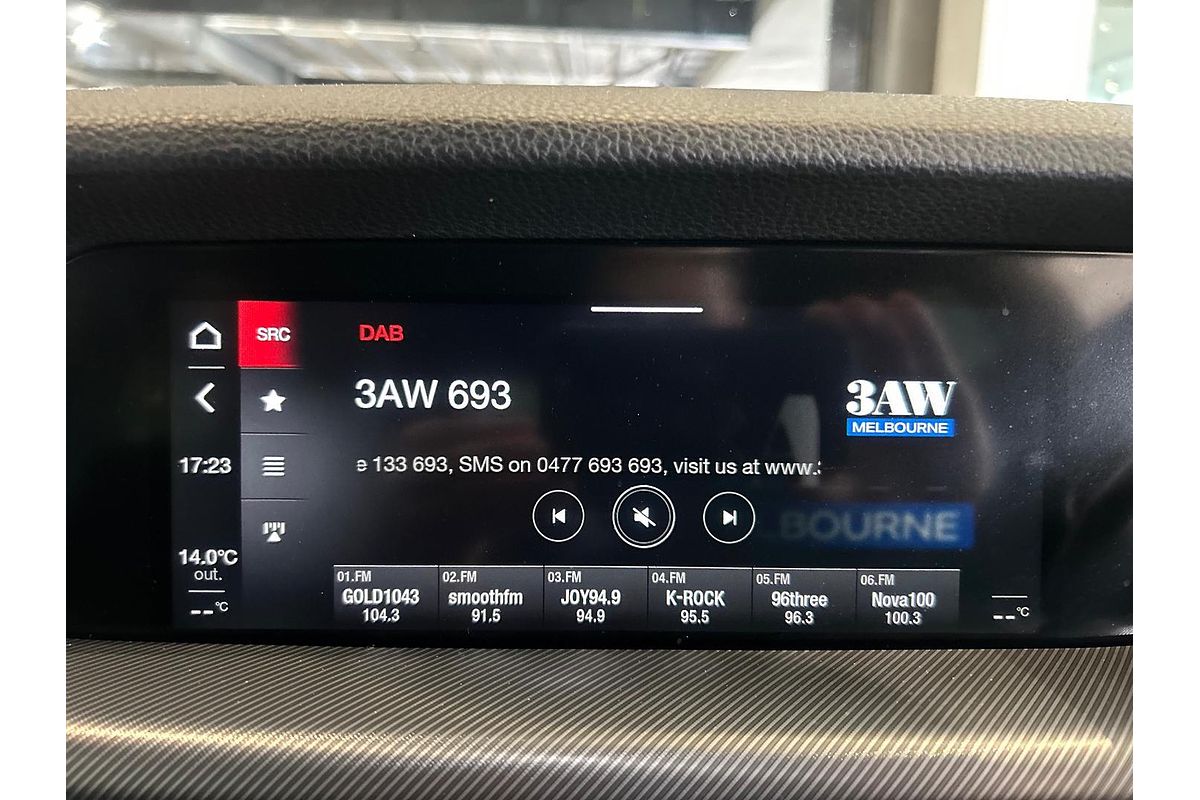 SRC
DAB
3AW 693
3AW
MELBOURNE
17:23
133 693, SMS on 0477 693 693, visit us at www.
BOURNE
14.0°C
out.
--°C
01.FM
GOLD1043
104.3
02.FM
smoothfm
91.5
03.FM
JOY94.9
94.9
04.FM
K-ROCK
95.5
05.FM
96three
96.3
06.FM
Nova100
100.3
--°C